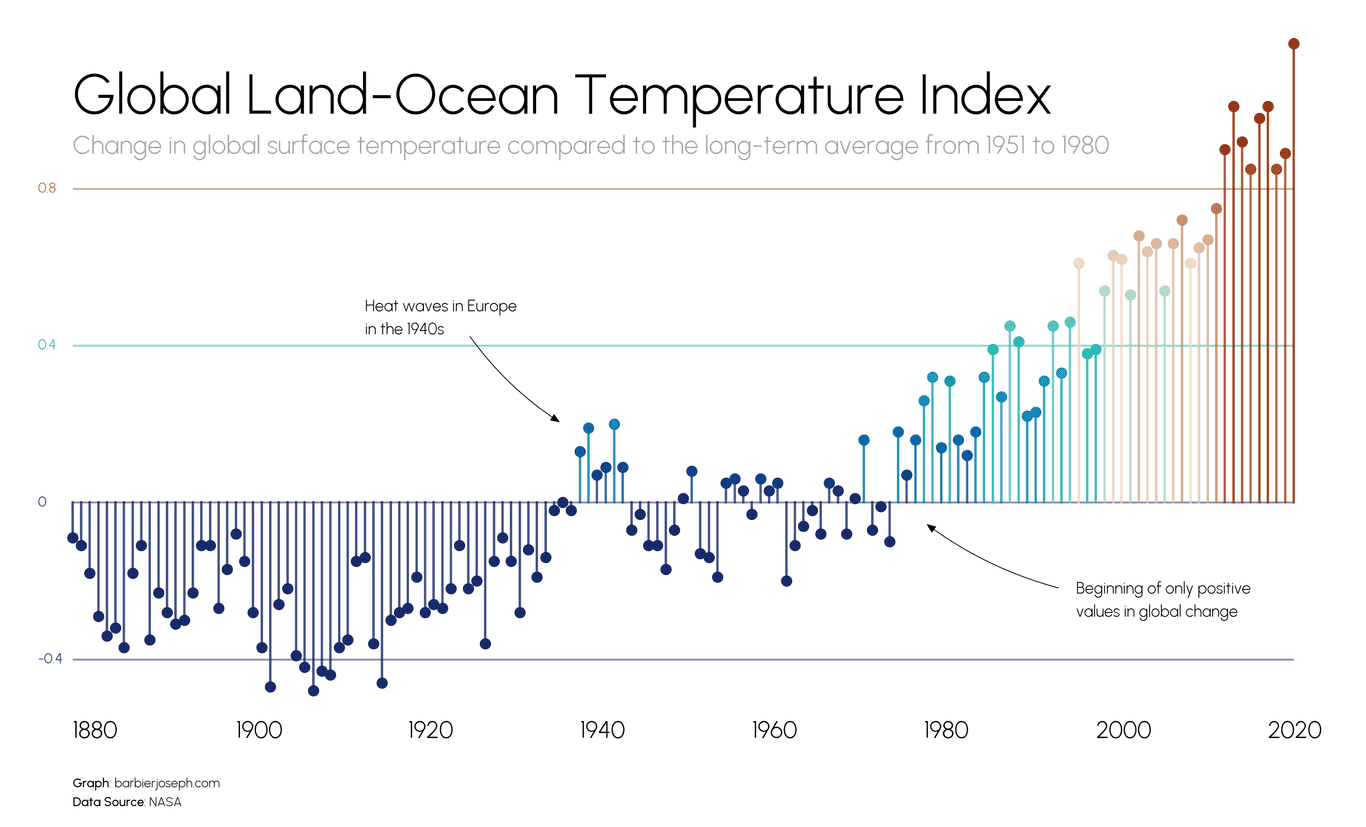 Global Land-Ocean Temperature Index
Change in global surface temperature compared to the long-term average from 1951 to 1980
0.8
Heat waves in Europe
in the 1940s
0.4
0
Beginning of only positive
values in global change
-0.4
1880 1900 1920 1940 1960 1980 2000 2020
Graph: barbierjoseph.com
Data Source: NASA